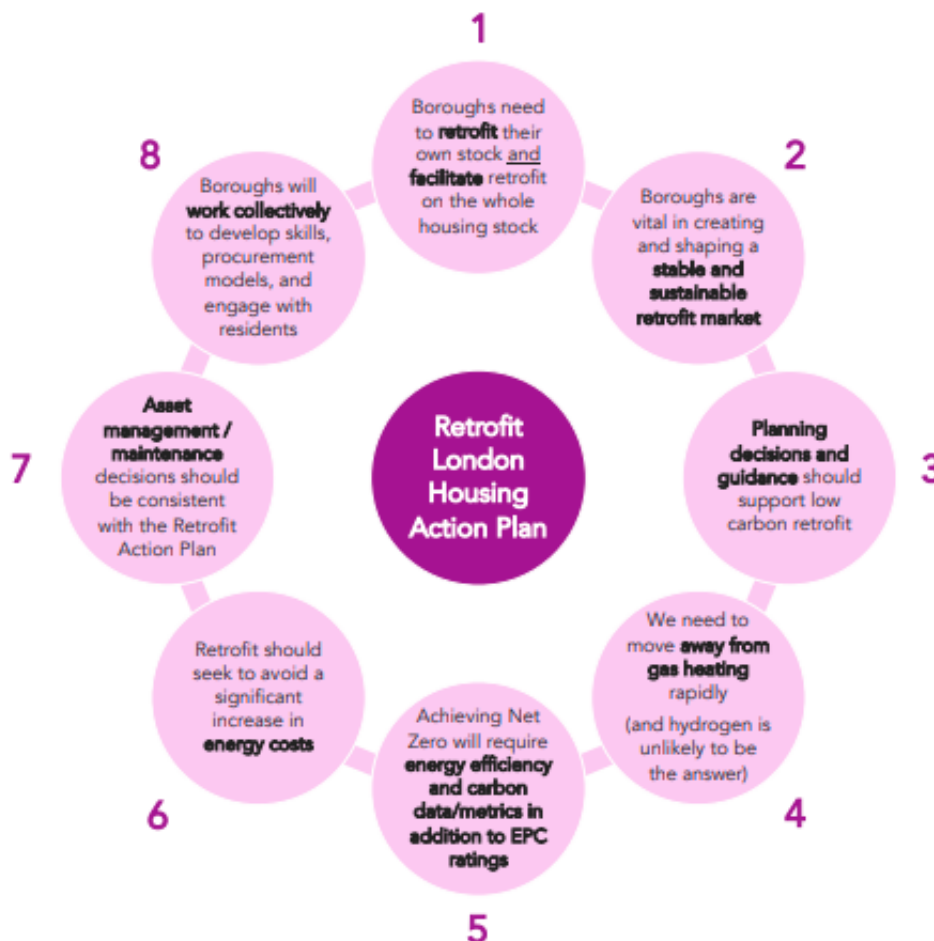 1
Boroughs need
to retrofit their
own stock and
facilitate retrofit
on the whole
housing stock
2
Boroughs are
vital in creating
and shaping a
stable and
sustainable
retrofit market
3
Planning
decisions and
guidance should
support low
carbon retrofit
4
We need to
move away from
gas heating
rapidly
(and hydrogen is
unlikely to be
the answer)
5
Achieving Net
Zero will require
energy efficiency
and carbon
data/metrics in
addition to EPC
ratings
6
Retrofit should
seek to avoid a
significant
increase in
energy costs
7
Asset
management /
maintenance
decisions should
be consistent
with the Retrofit
Action Plan
8
Boroughs will
work collectively
to develop skills,
procurement
models, and
engage with
residents
Retrofit
London
Housing
Action Plan